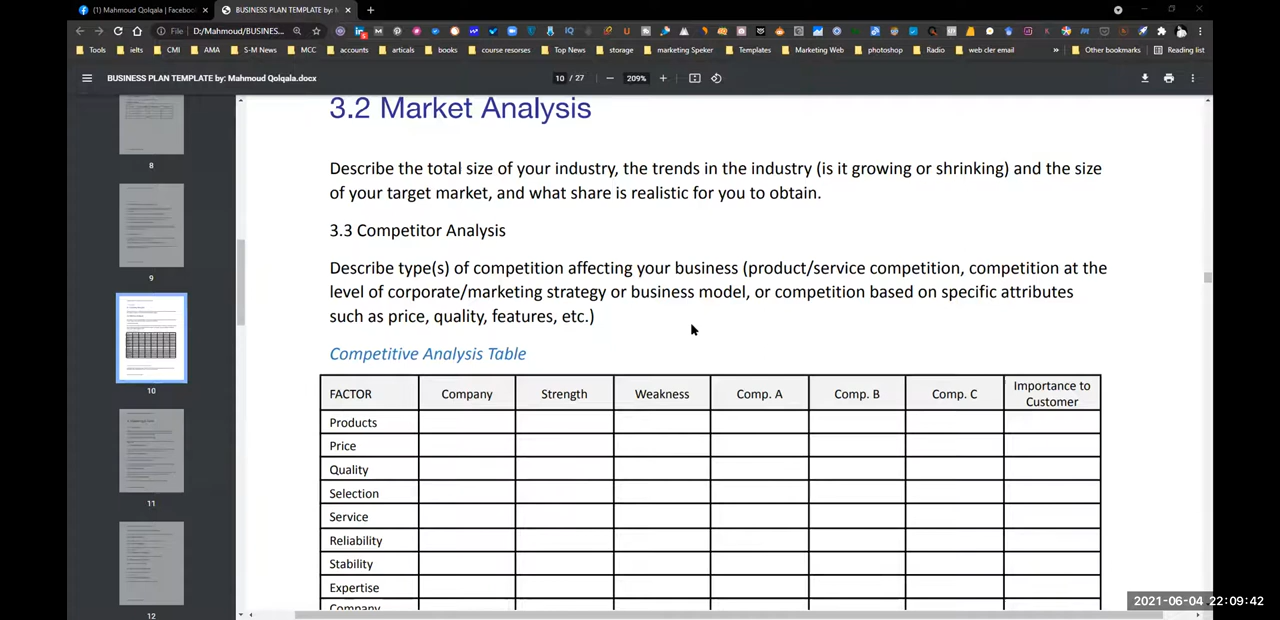 (1) Mahmoud Qolqala | Facebo
BUSINESS PLAN TEMPLATE by: M
File
D:/Mahmoud/BUSINES...
Tools
ielts
CMI
AMA
S-M News
MCC
accounts
articals
books
course resorses
Top News
storage
marketing Speker
Templates
Marketing Web
photoshop
Radio
web cler email
»
Other bookmarks
Reading list
BUSINESS PLAN TEMPLATE by: Mahmoud Qolqala.docx
10 / 27
209%
8
9
10
11
12
3.2 Market Analysis
Describe the total size of your industry, the trends in the industry (is it growing or shrinking) and the size
of your target market, and what share is realistic for you to obtain.
3.3 Competitor Analysis
Describe type(s) of competition affecting your business (product/service competition, competition at the
level of corporate/marketing strategy or business model, or competition based on specific attributes
such as price, quality, features, etc.)
Competitive Analysis Table
FACTOR Company Strength Weakness Comp. A Comp. B Comp. C Importance to
Customer
Products
Price
Quality
Selection
Service
Reliability
Stability
Expertise
Company
2021-06-04 22:09:42